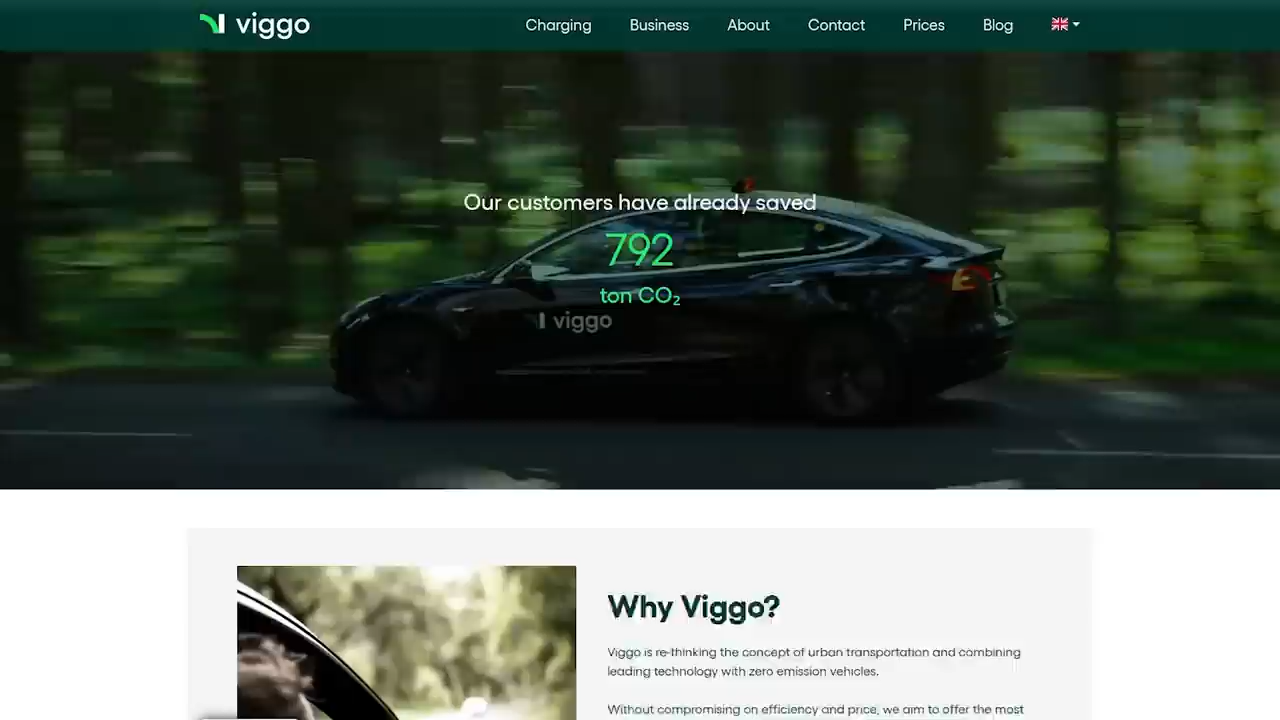 viggo
Charging Business About Contact Prices Blog
Our customers have already saved
792
ton CO₂
viggo
Why Viggo?
Viggo is re-thinking the concept of urban transportation and combining
leading technology with zero emission vehicles.
Without compromising on efficiency and price, we aim to offer the most